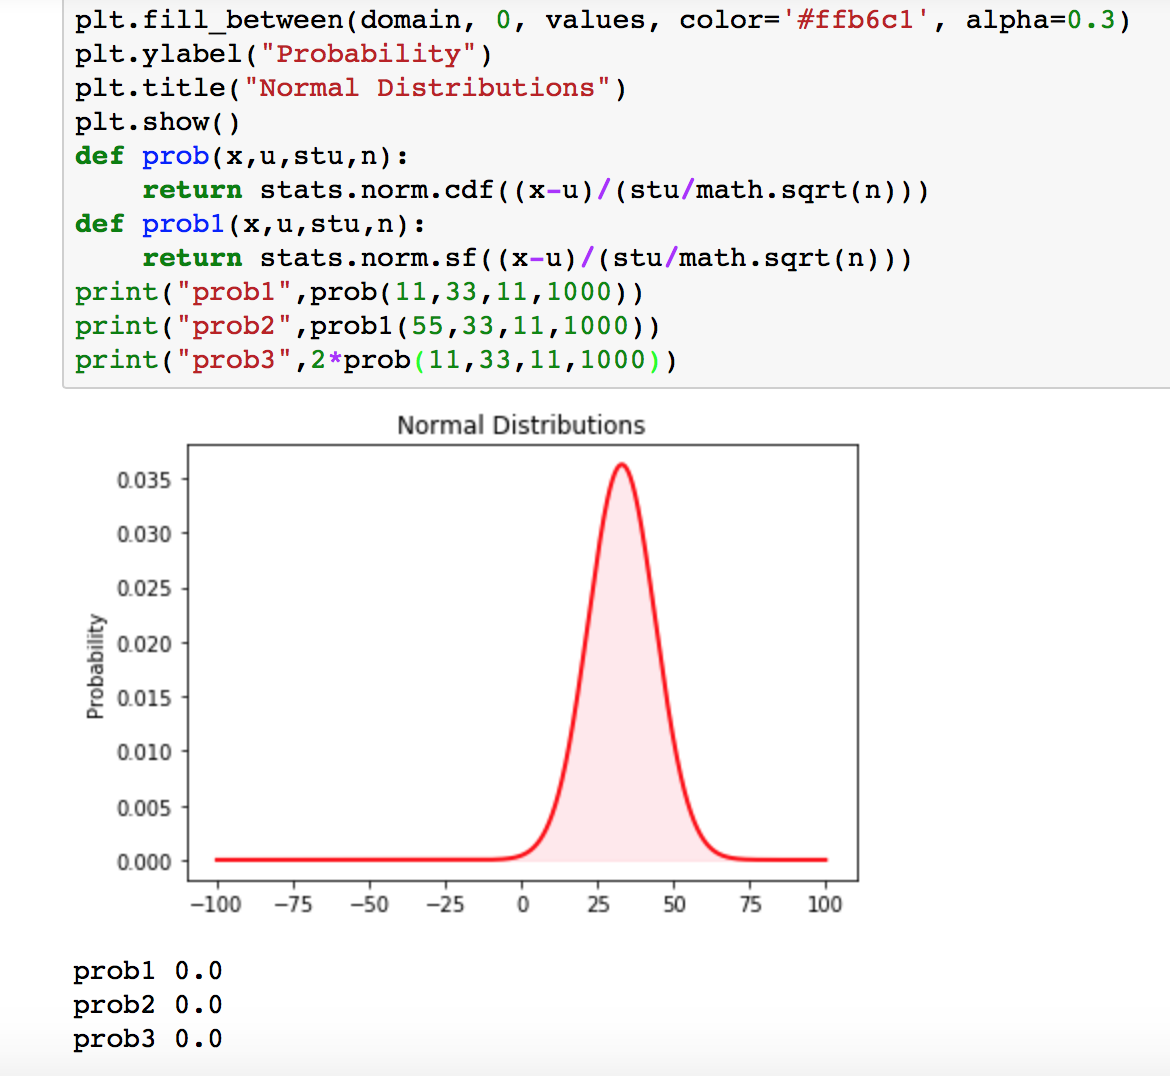 plt.fill_between(domain, 0, values, color='#ffb6c1', alpha=0.3)
plt.ylabel("Probability")
plt.title("Normal Distributions")
plt.show()
def prob(x,u,stu,n):
    return stats.norm.cdf((x-u)/(stu/math.sqrt(n)))
def prob1(x,u,stu,n):
    return stats.norm.sf((x-u)/(stu/math.sqrt(n)))
print("prob1",prob(11,33,11,1000))
print("prob2",prob1(55,33,11,1000))
print("prob3",2*prob(11,33,11,1000))
Normal Distributions
Probability
0.035
0.030
0.025
0.020
0.015
0.010
0.005
0.000
−100 −75 −50 −25 0 25 50 75 100
prob1 0.0
prob2 0.0
prob3 0.0